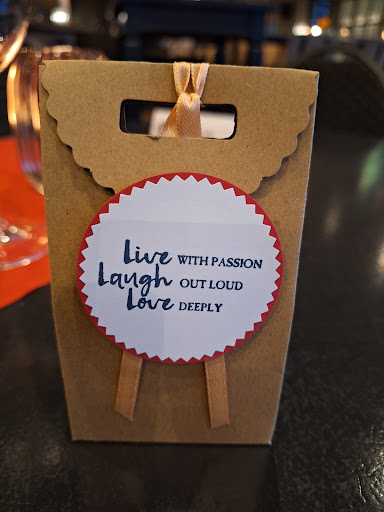 Live WITH PASSION
Laugh OUT LOUD
Love DEEPLY